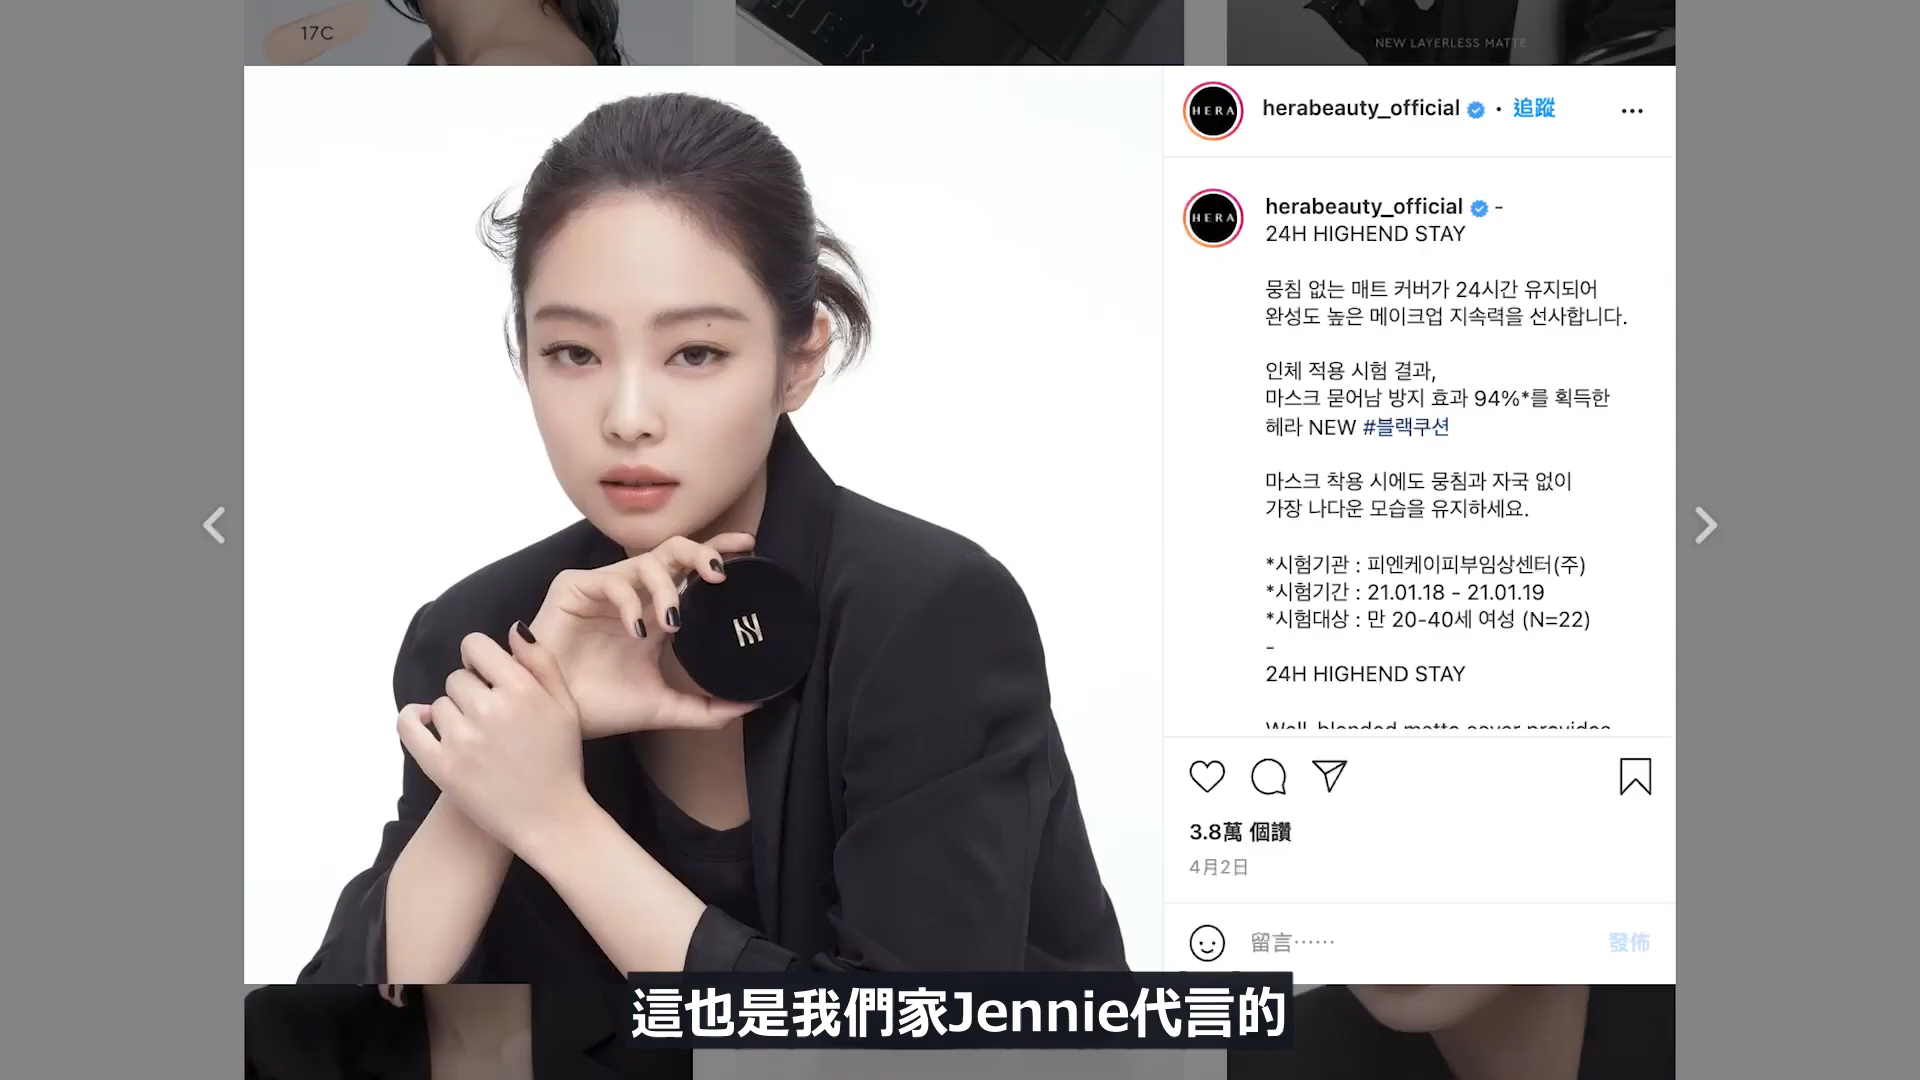 17C
HER
NEW LAYERLESS MATTE
HERA
herabeauty_official • 追蹤
HERA
herabeauty_official -
24H HIGHEND STAY
뭉침 없는 매트 커버가 24시간 유지되어
완성도 높은 메이크업 지속력을 선사합니다.
인체 적용 시험 결과,
마스크 묻어남 방지 효과 94%*를 획득한
헤라 NEW #블랙쿠션
마스크 착용 시에도 뭉침과 자국 없이
가장 나다운 모습을 유지하세요.
*시험기관 : 피엔케이피부임상센터(주)
*시험기간 : 21.01.18 - 21.01.19
*시험대상 : 만 20-40세 여성 (N=22)
-
24H HIGHEND STAY
Well-blended matte cover provides
3.8萬 個讚
4月2日
留言……
發佈
這也是我們家Jennie代言的